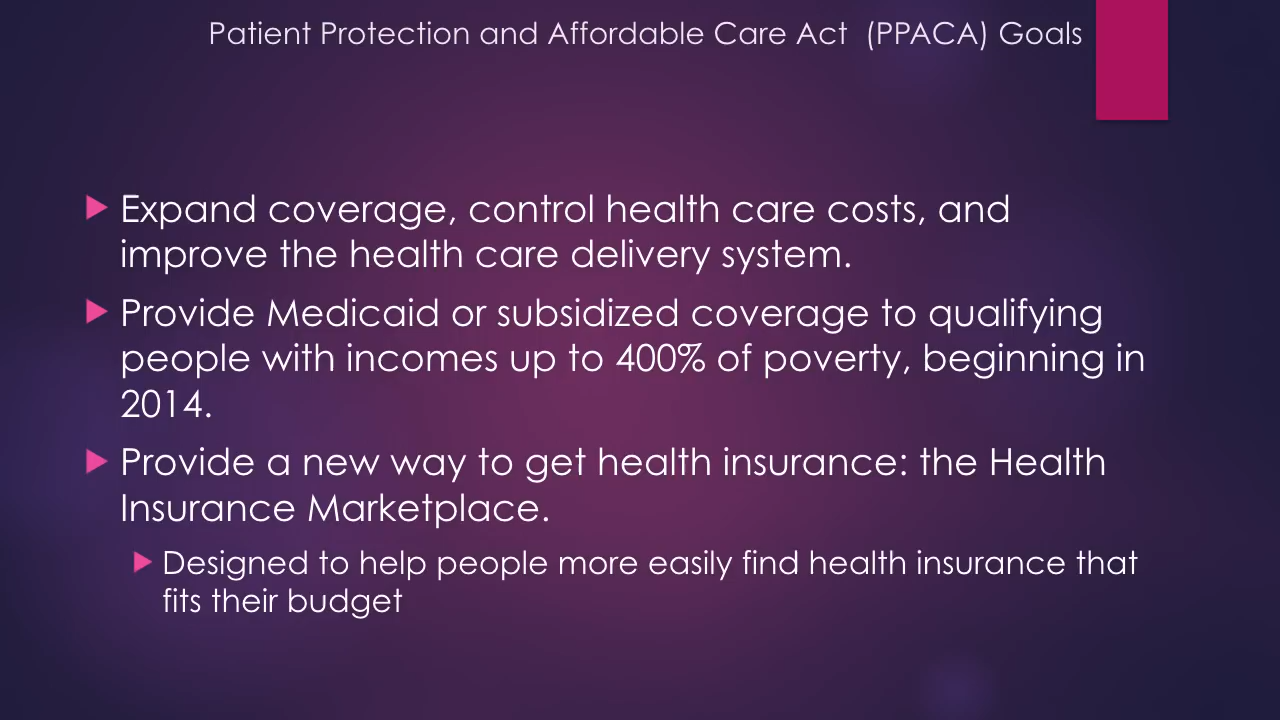 Patient Protection and Affordable Care Act  (PPACA) Goals
Expand coverage, control health care costs, and
improve the health care delivery system.
Provide Medicaid or subsidized coverage to qualifying
people with incomes up to 400% of poverty, beginning in
2014.
Provide a new way to get health insurance: the Health
Insurance Marketplace.
Designed to help people more easily find health insurance that
fits their budget